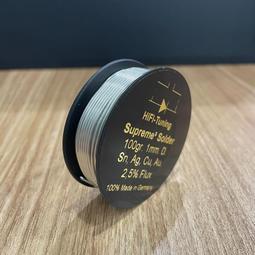 HiFi-Tuning
Supreme³ Solder
100gr. 1mm. D.
Sn, Ag, Cu, Au,
2,5% Flux
100% Made in Germany